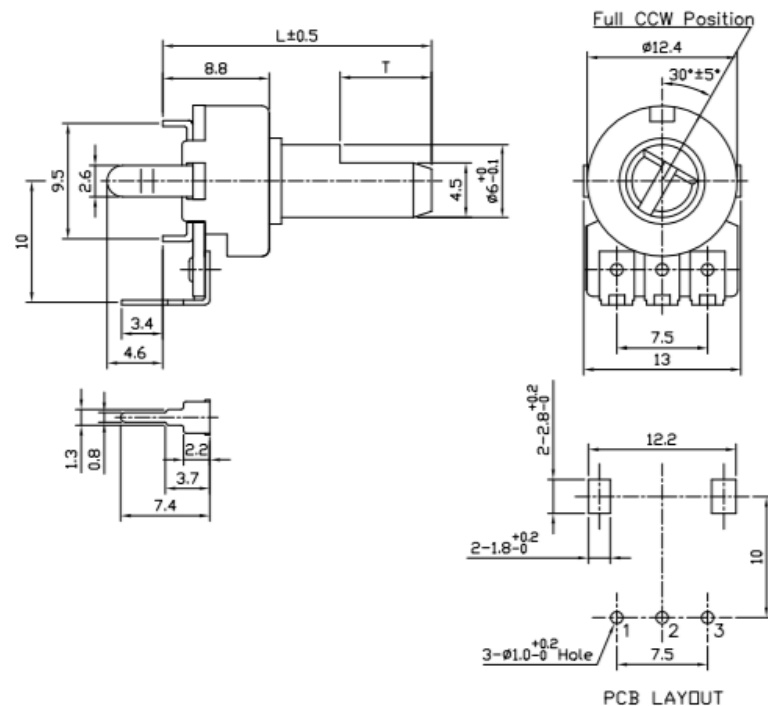 Full CCW Position
L±0.5
ø12.4
8.8
T
30°±5°
9.5
2.6
10
4.5
ø6-0.1 +0
3.4
4.6
7.5
13
1.3
0.8
2.2
3.7
7.4
2-2.8-0 +0.2
12.2
2-1.8-0 +0.2
10
1 2 3
3-ø1.0-0 +0.2 Hole
7.5
PCB LAYOUT